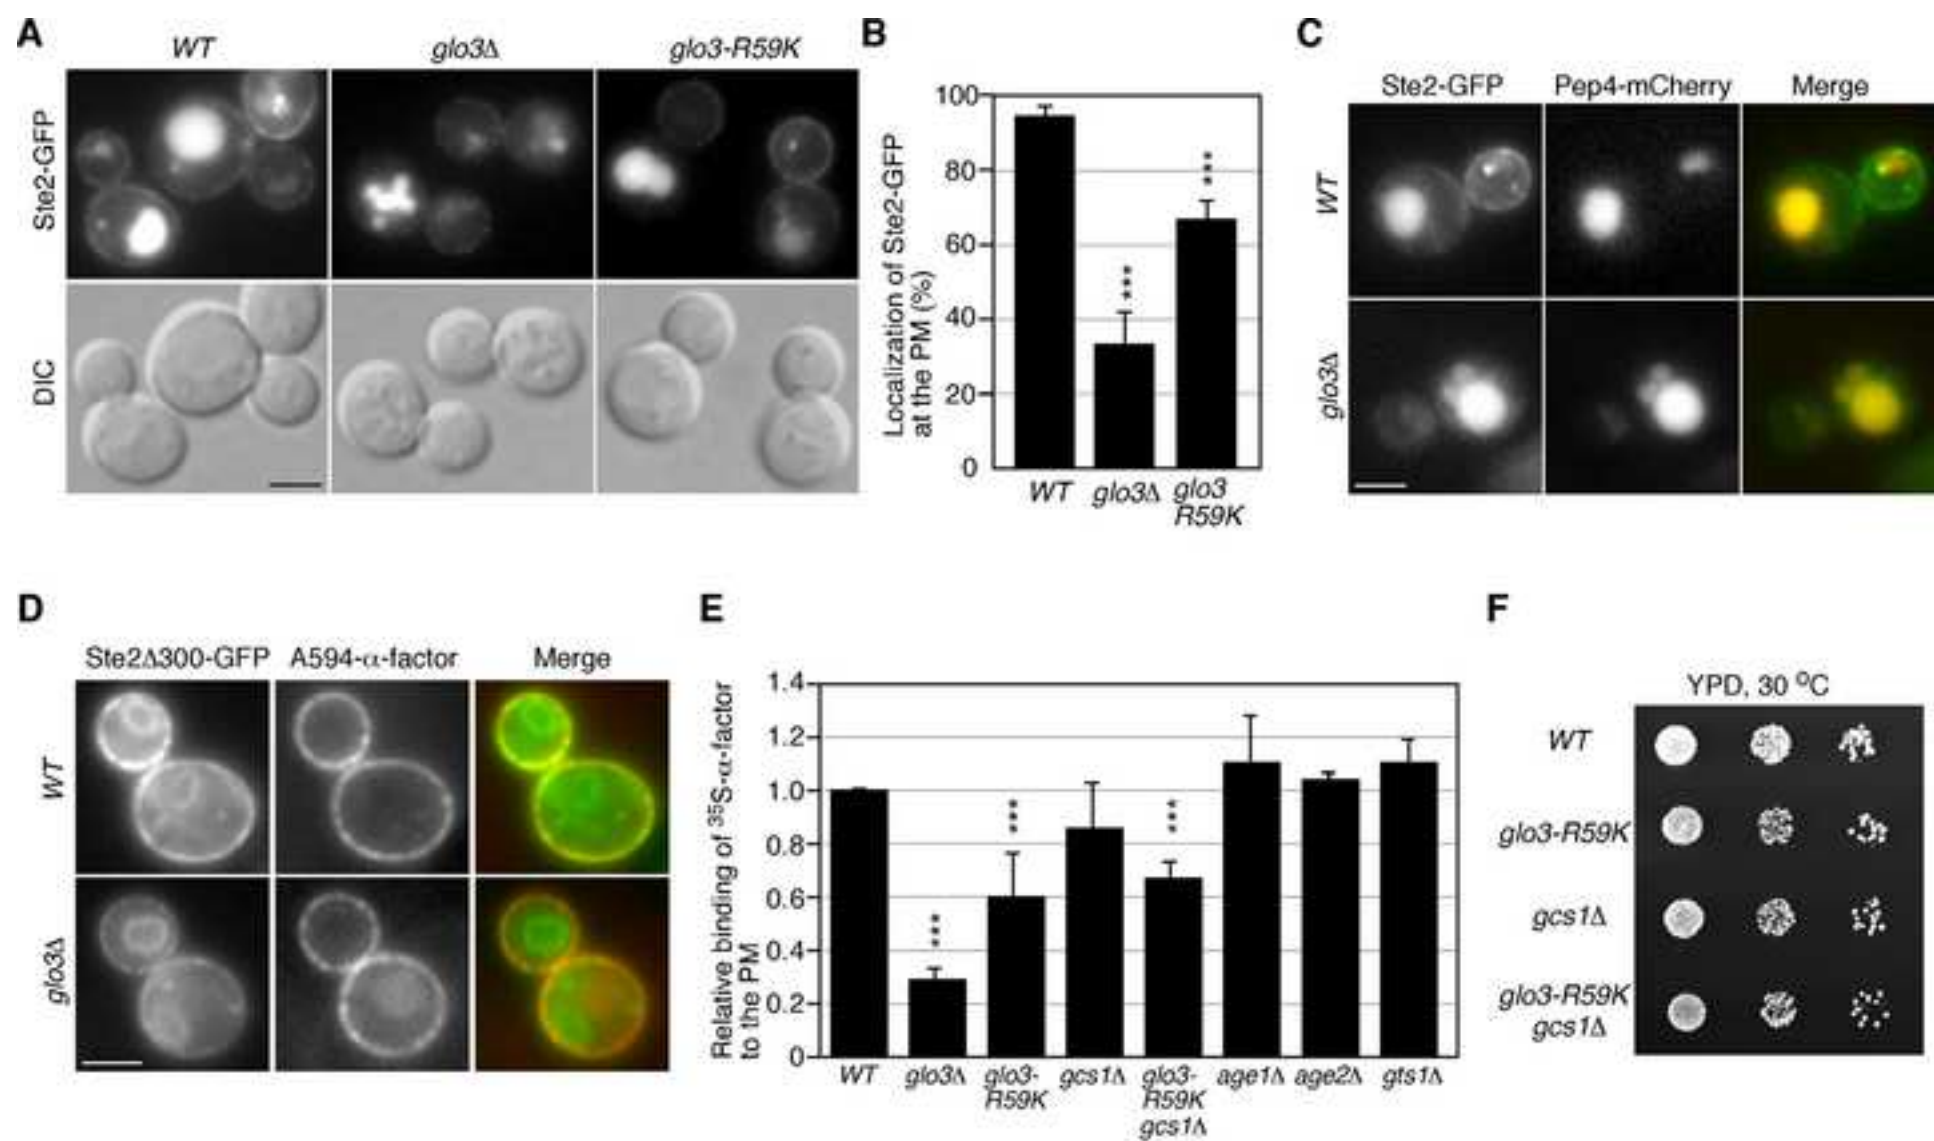 A
WT
glo3Δ
glo3-R59K
Ste2-GFP
DIC
B
Localization of Ste2-GFP
at the PM (%)
100
80
60
40
20
0
***
***
WT
glo3Δ
glo3
R59K
C
Ste2-GFP
Pep4-mCherry
Merge
WT
glo3Δ
D
Ste2Δ300-GFP
A594-α-factor
Merge
WT
glo3Δ
E
Relative binding of ³⁵S-α-factor
to the PM
1.4
1.2
1.0
0.8
0.6
0.4
0.2
0
***
***
***
WT
glo3Δ
glo3-
R59K
gcs1Δ
glo3-
R59K
gcs1Δ
age1Δ
age2Δ
gts1Δ
F
YPD, 30 ᴼC
WT
glo3-R59K
gcs1Δ
glo3-R59K
gcs1Δ